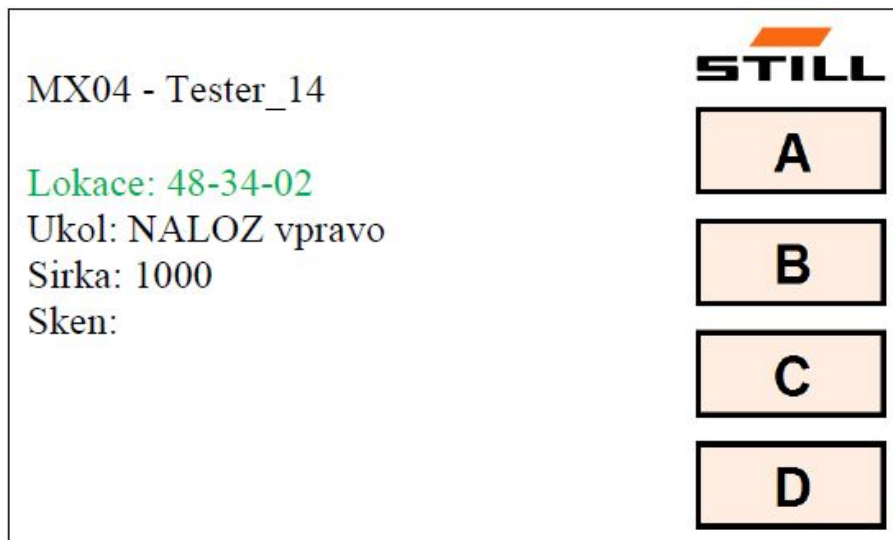 MX04 - Tester_14
Lokace: 48-34-02
Ukol: NALOZ vpravo
Sirka: 1000
Sken:
STILL
A
B
C
D